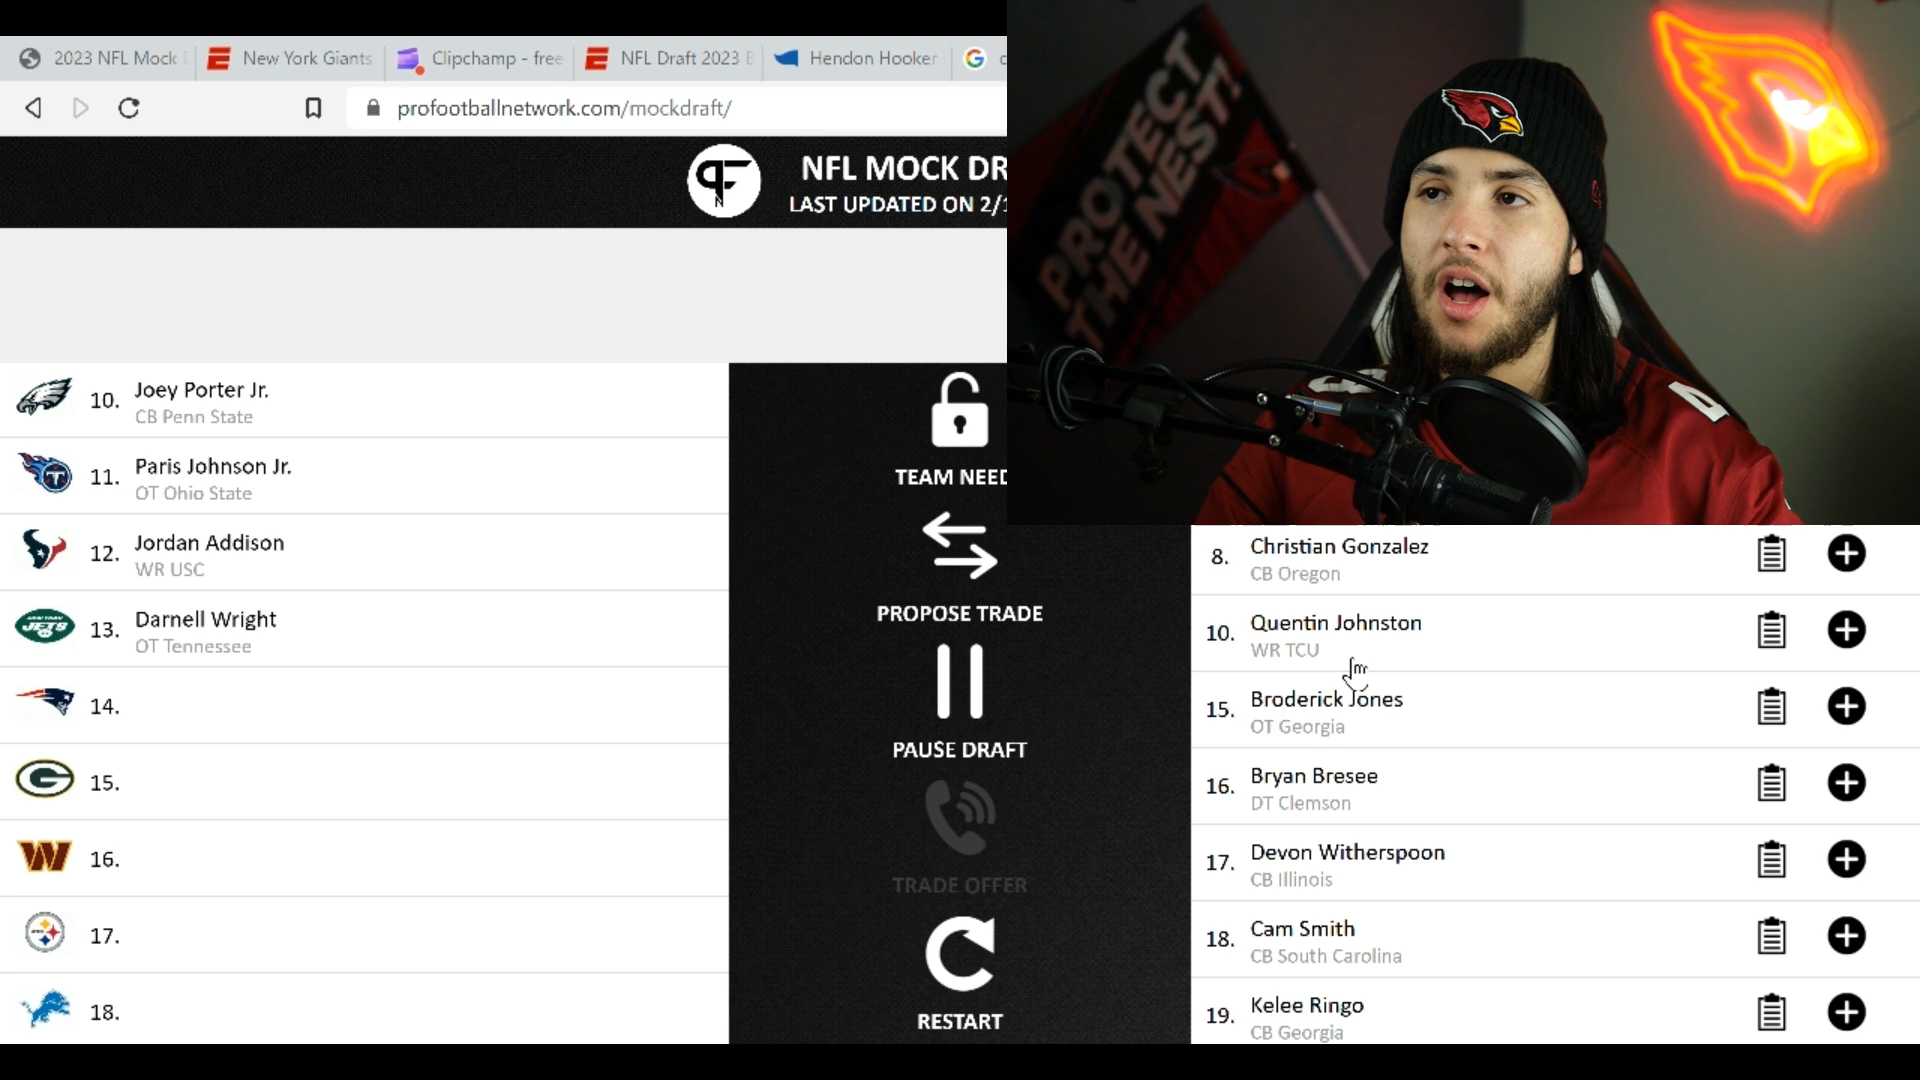 2023 NFL Mock
New York Giants
Clipchamp - free
NFL Draft 2023 B
Hendon Hooker
profootballnetwork.com/mockdraft/
NFL MOCK DR
LAST UPDATED ON 2/1
PROTECT
THE NEST!
10. Joey Porter Jr.
CB Penn State
11. Paris Johnson Jr.
OT Ohio State
12. Jordan Addison
WR USC
13. Darnell Wright
OT Tennessee
14.
15.
16.
17.
18.
TEAM NEED
PROPOSE TRADE
PAUSE DRAFT
TRADE OFFER
RESTART
8. Christian Gonzalez
CB Oregon
10. Quentin Johnston
WR TCU
15. Broderick Jones
OT Georgia
16. Bryan Bresee
DT Clemson
17. Devon Witherspoon
CB Illinois
18. Cam Smith
CB South Carolina
19. Kelee Ringo
CB Georgia